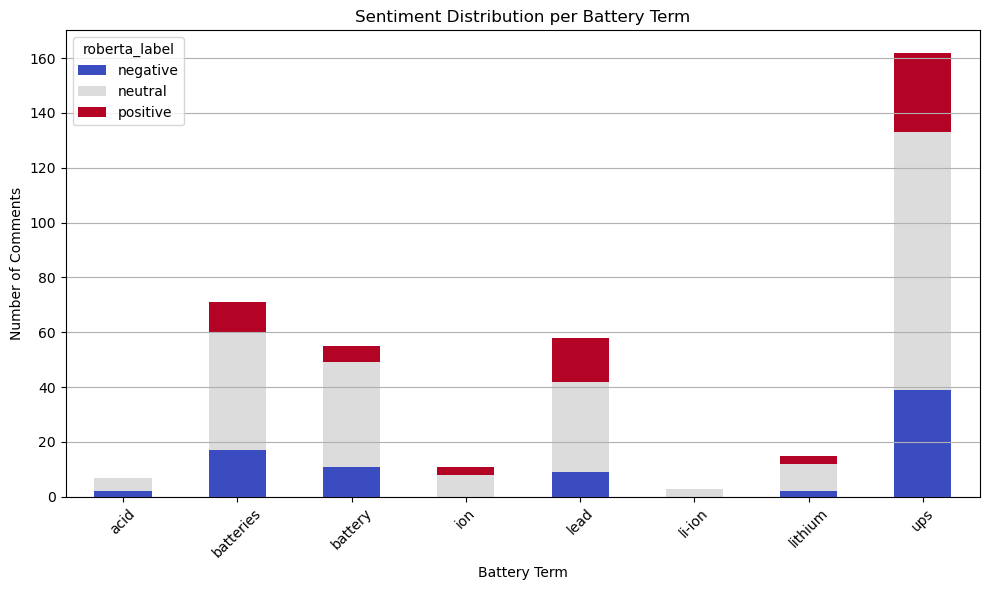 Sentiment Distribution per Battery Term
roberta_label
negative
neutral
positive
Number of Comments
160
140
120
100
80
60
40
20
0
acid
batteries
battery
ion
lead
li-ion
lithium
ups
Battery Term